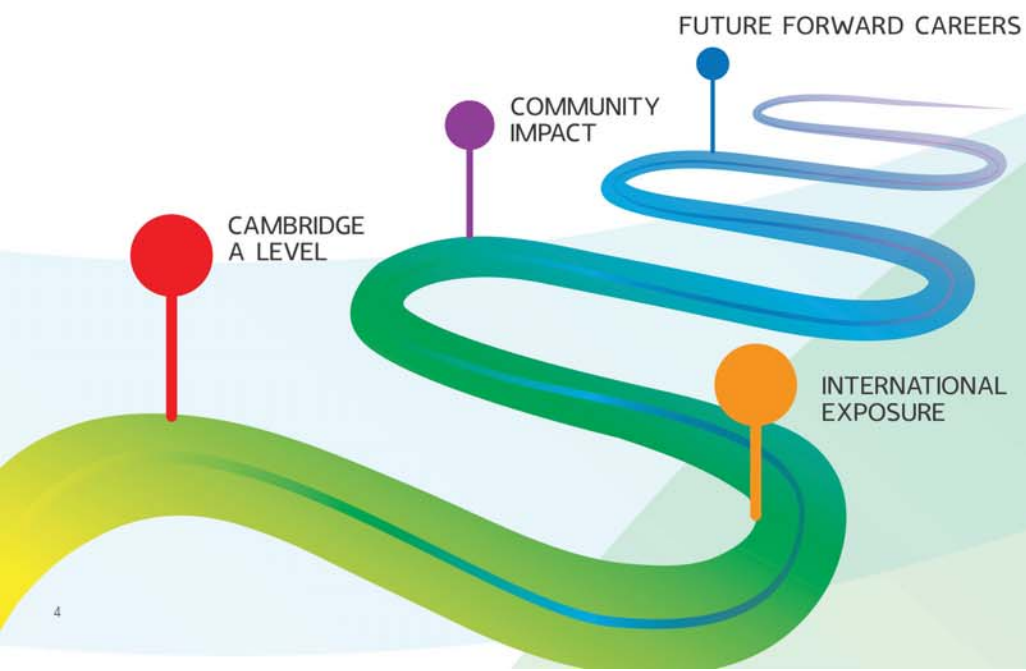 FUTURE FORWARD CAREERS
COMMUNITY
IMPACT
CAMBRIDGE
A LEVEL
INTERNATIONAL
EXPOSURE
4